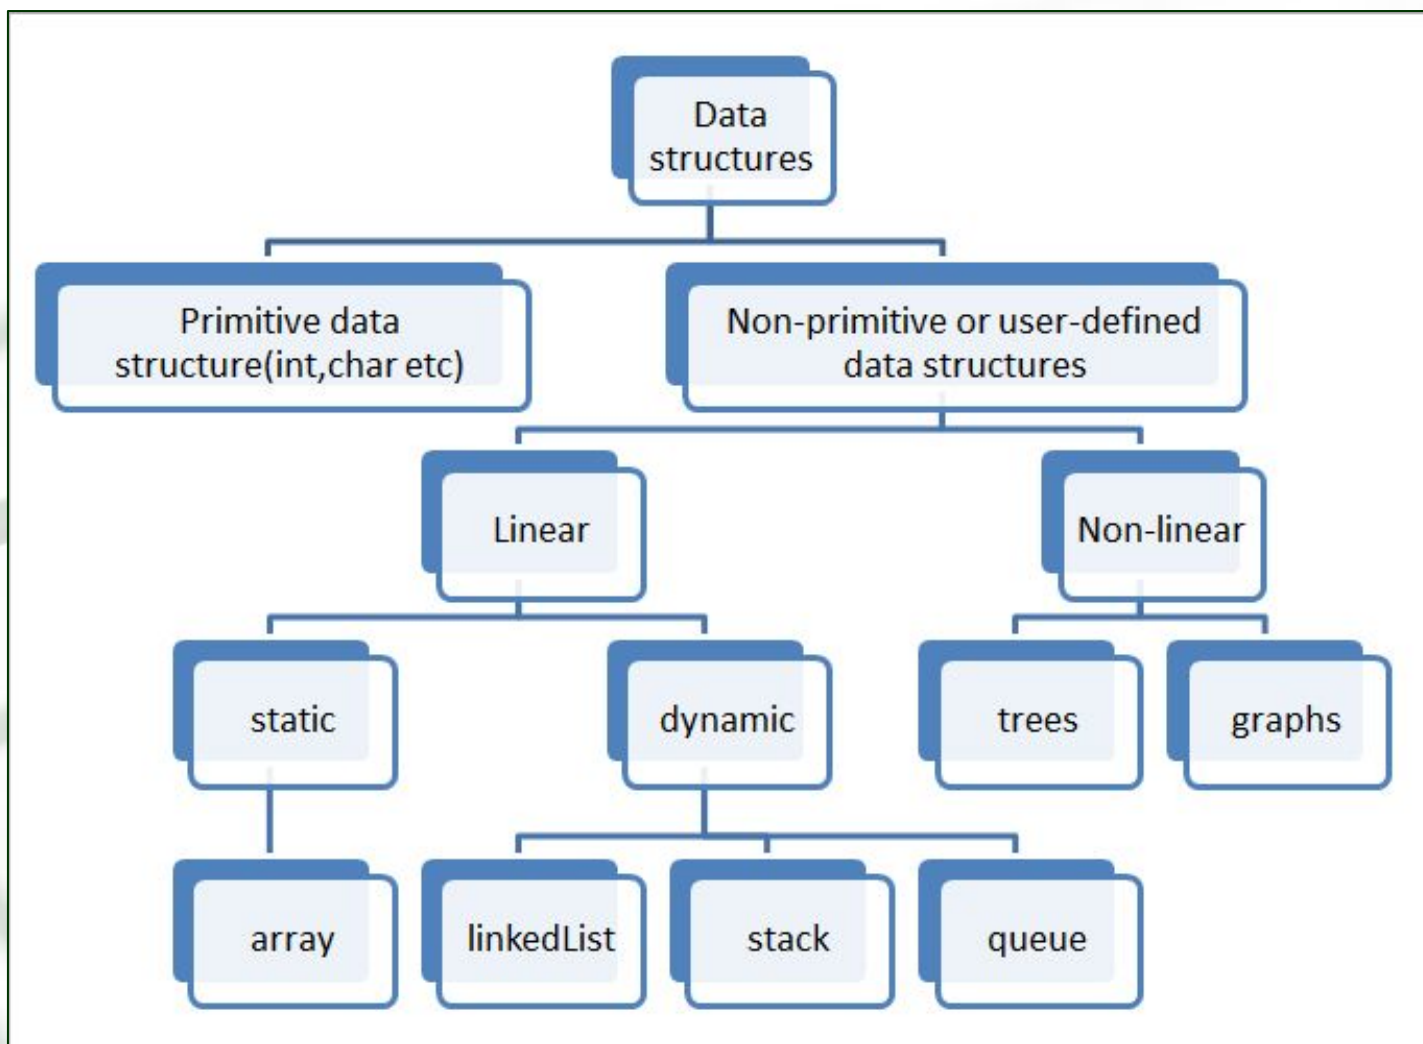 Data
structures
Primitive data
structure(int,char etc)
Non-primitive or user-defined
data structures
Linear
Non-linear
static
dynamic
trees
graphs
array
linkedList
stack
queue